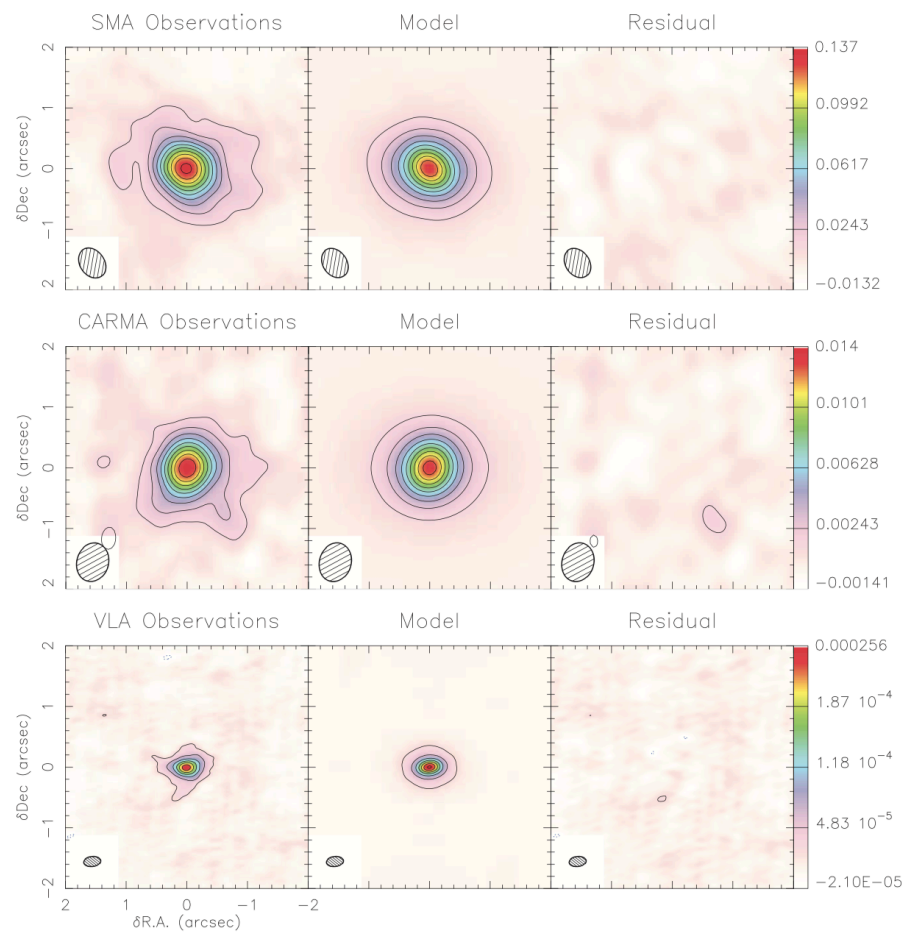 SMA Observations Model Residual
2 0.137
1 0.0992
0 0.0617
−1 0.0243
2 −0.0132
δDec (arcsec)
CARMA Observations Model Residual
2 0.014
1 0.0101
0 0.00628
−1 0.00243
2 −0.00141
δDec (arcsec)
VLA Observations Model Residual
2 0.000256
1 1.87 10⁻⁴
0 1.18 10⁻⁴
−1 4.83 10⁻⁵
−2 −2.10E−05
δDec (arcsec)
2 1 0 −1 −2
δR.A. (arcsec)